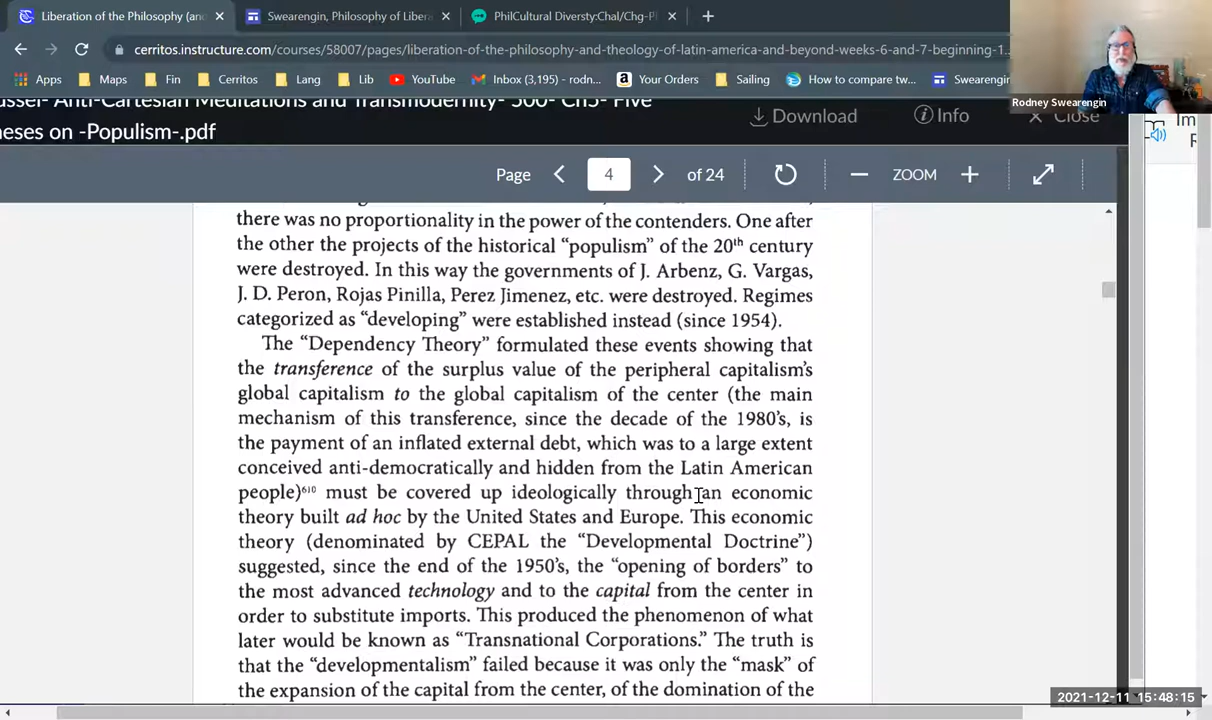 Liberation of the Philosophy (an
Swearengin, Philosophy of Libera
PhilCultural Diversty:Chal/Chg-P
cerritos.instructure.com/courses/58007/pages/liberation-of-the-philosophy-and-theology-of-latin-america-and-beyond-weeks-6-and-7-beginning-1...
Apps Maps Fin Cerritos Lang Lib YouTube Inbox (3,195) - rodn... Your Orders Sailing How to compare tw... Swearengin
Rodney Swearengin
ussel- Anti-Cartesian Meditations and Transmodernity- 300- Ch5- Five
neses on -Populism-.pdf
Download Info Close
Im
R
Page 4 of 24 ZOOM
there was no proportionality in the power of the contenders. One after
the other the projects of the historical “populism” of the 20th century
were destroyed. In this way the governments of J. Arbenz, G. Vargas,
J. D. Peron, Rojas Pinilla, Perez Jimenez, etc. were destroyed. Regimes
categorized as “developing” were established instead (since 1954).
The “Dependency Theory” formulated these events showing that
the transference of the surplus value of the peripheral capitalism’s
global capitalism to the global capitalism of the center (the main
mechanism of this transference, since the decade of the 1980’s, is
the payment of an inflated external debt, which was to a large extent
conceived anti-democratically and hidden from the Latin American
people)610 must be covered up ideologically through an economic
theory built ad hoc by the United States and Europe. This economic
theory (denominated by CEPAL the “Developmental Doctrine”)
suggested, since the end of the 1950’s, the “opening of borders” to
the most advanced technology and to the capital from the center in
order to substitute imports. This produced the phenomenon of what
later would be known as “Transnational Corporations.” The truth is
that the “developmentalism” failed because it was only the “mask” of
the expansion of the capital from the center, of the domination of the
2021-12-11 15:48:15